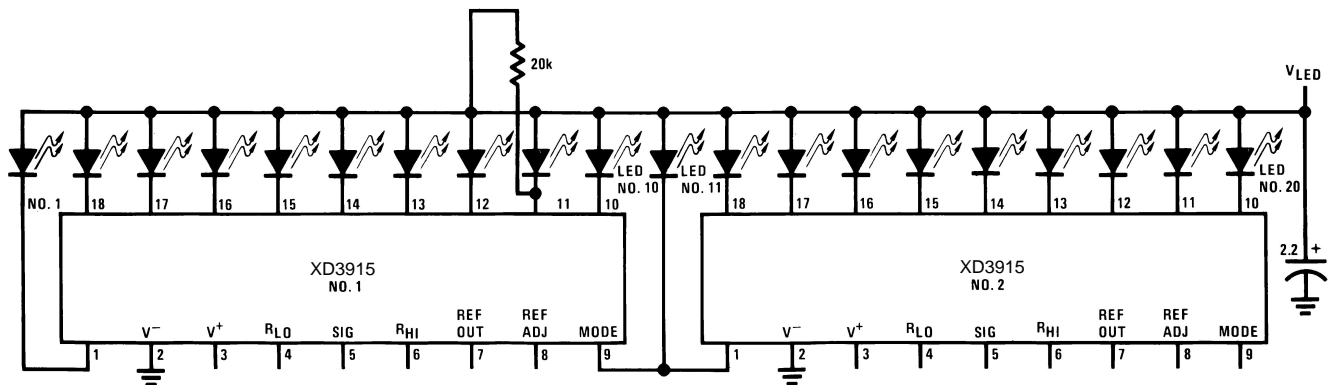 20k
VLED
LED NO. 10
LED NO. 11
LED NO. 20
NO. 1
18 17 16 15 14 13 12 11 10
18 17 16 15 14 13 12 11 10
2.2 +
XD3915
NO. 1
XD3915
NO. 2
V− V+ RLO SIG RHI REF OUT REF ADJ MODE
1 2 3 4 5 6 7 8 9
V− V+ RLO SIG RHI REF OUT REF ADJ MODE
1 2 3 4 5 6 7 8 9